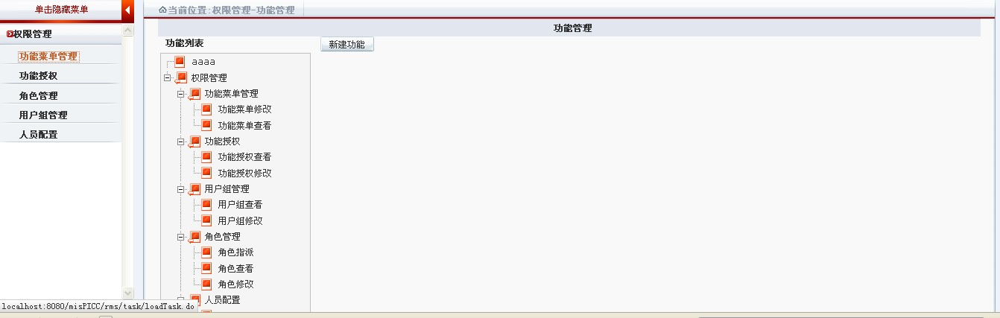 单击隐藏菜单
权限管理
功能菜单管理
功能授权
角色管理
用户组管理
人员配置
当前位置:权限管理-功能管理
功能管理
功能列表
新建功能
aaaa
权限管理
功能菜单管理
功能菜单修改
功能菜单查看
功能授权
功能授权查看
功能授权修改
用户组管理
用户组查看
用户组修改
角色管理
角色指派
角色查看
角色修改
人员配置
localhost:8080/misPICC/rms/task/loadTask.do